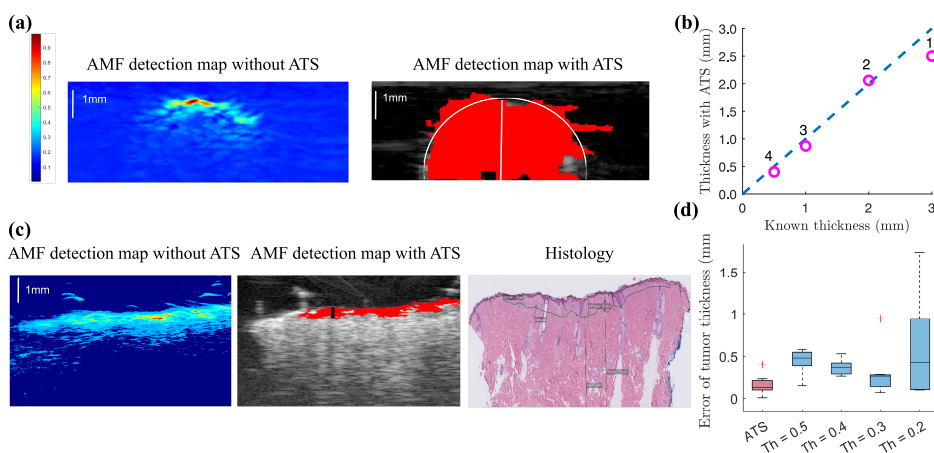 (a)
AMF detection map without ATS
AMF detection map with ATS
0.9
0.8
0.7
0.6
0.5
0.4
0.3
0.2
0.1
1mm
1mm
(b)
Thickness with ATS (mm)
3.0
2.5
2.0
1.5
1.0
0.5
0
0
1
2
3
1
2
3
4
Known thickness (mm)
(c)
AMF detection map without ATS
AMF detection map with ATS
Histology
1mm
(d)
Error of tumor thickness (mm)
1.5
1
0.5
0
ATS
Th = 0.5
Th = 0.4
Th = 0.3
Th = 0.2